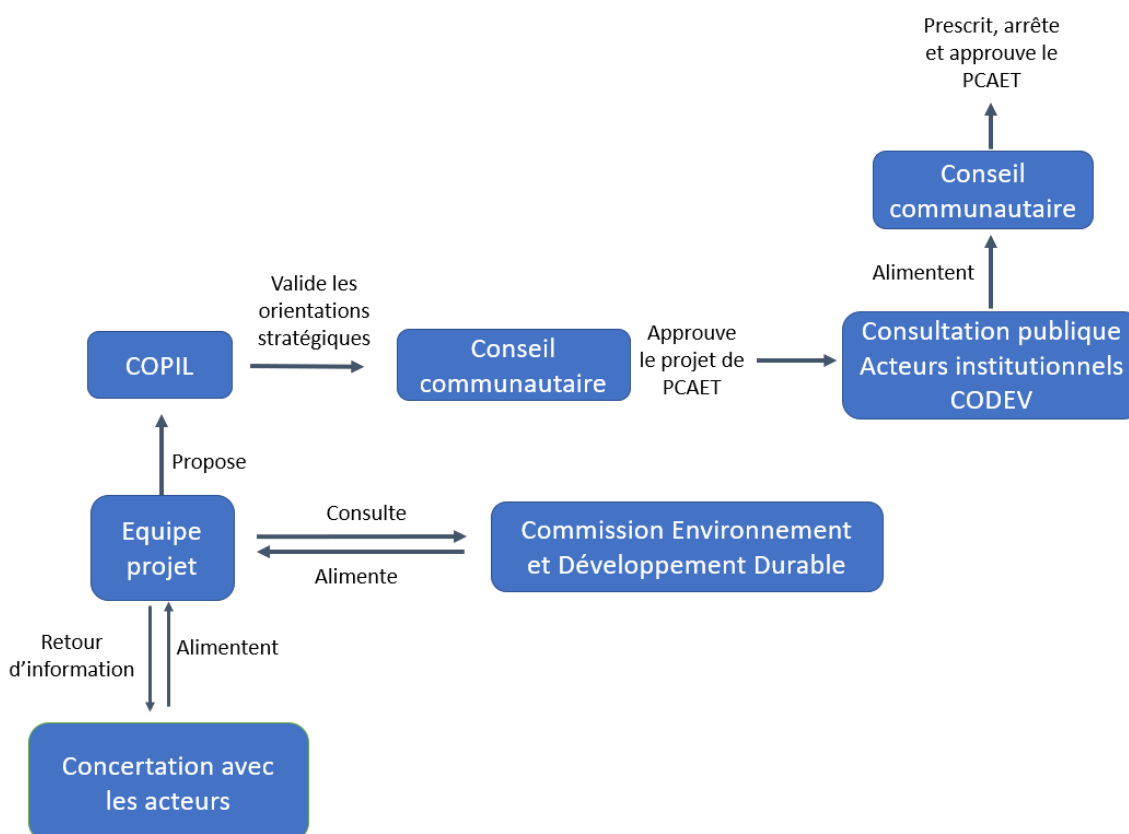 Prescrit, arrête
et approuve le
PCAET
Conseil
communautaire
Alimentent
Valide les
orientations
stratégiques
COPIL
Conseil
communautaire
Approuve
le projet de
PCAET
Consultation publique
Acteurs institutionnels
CODEV
Propose
Equipe
projet
Consulte
Alimente
Commission Environnement
et Développement Durable
Retour
d’information
Alimentent
Concertation avec
les acteurs